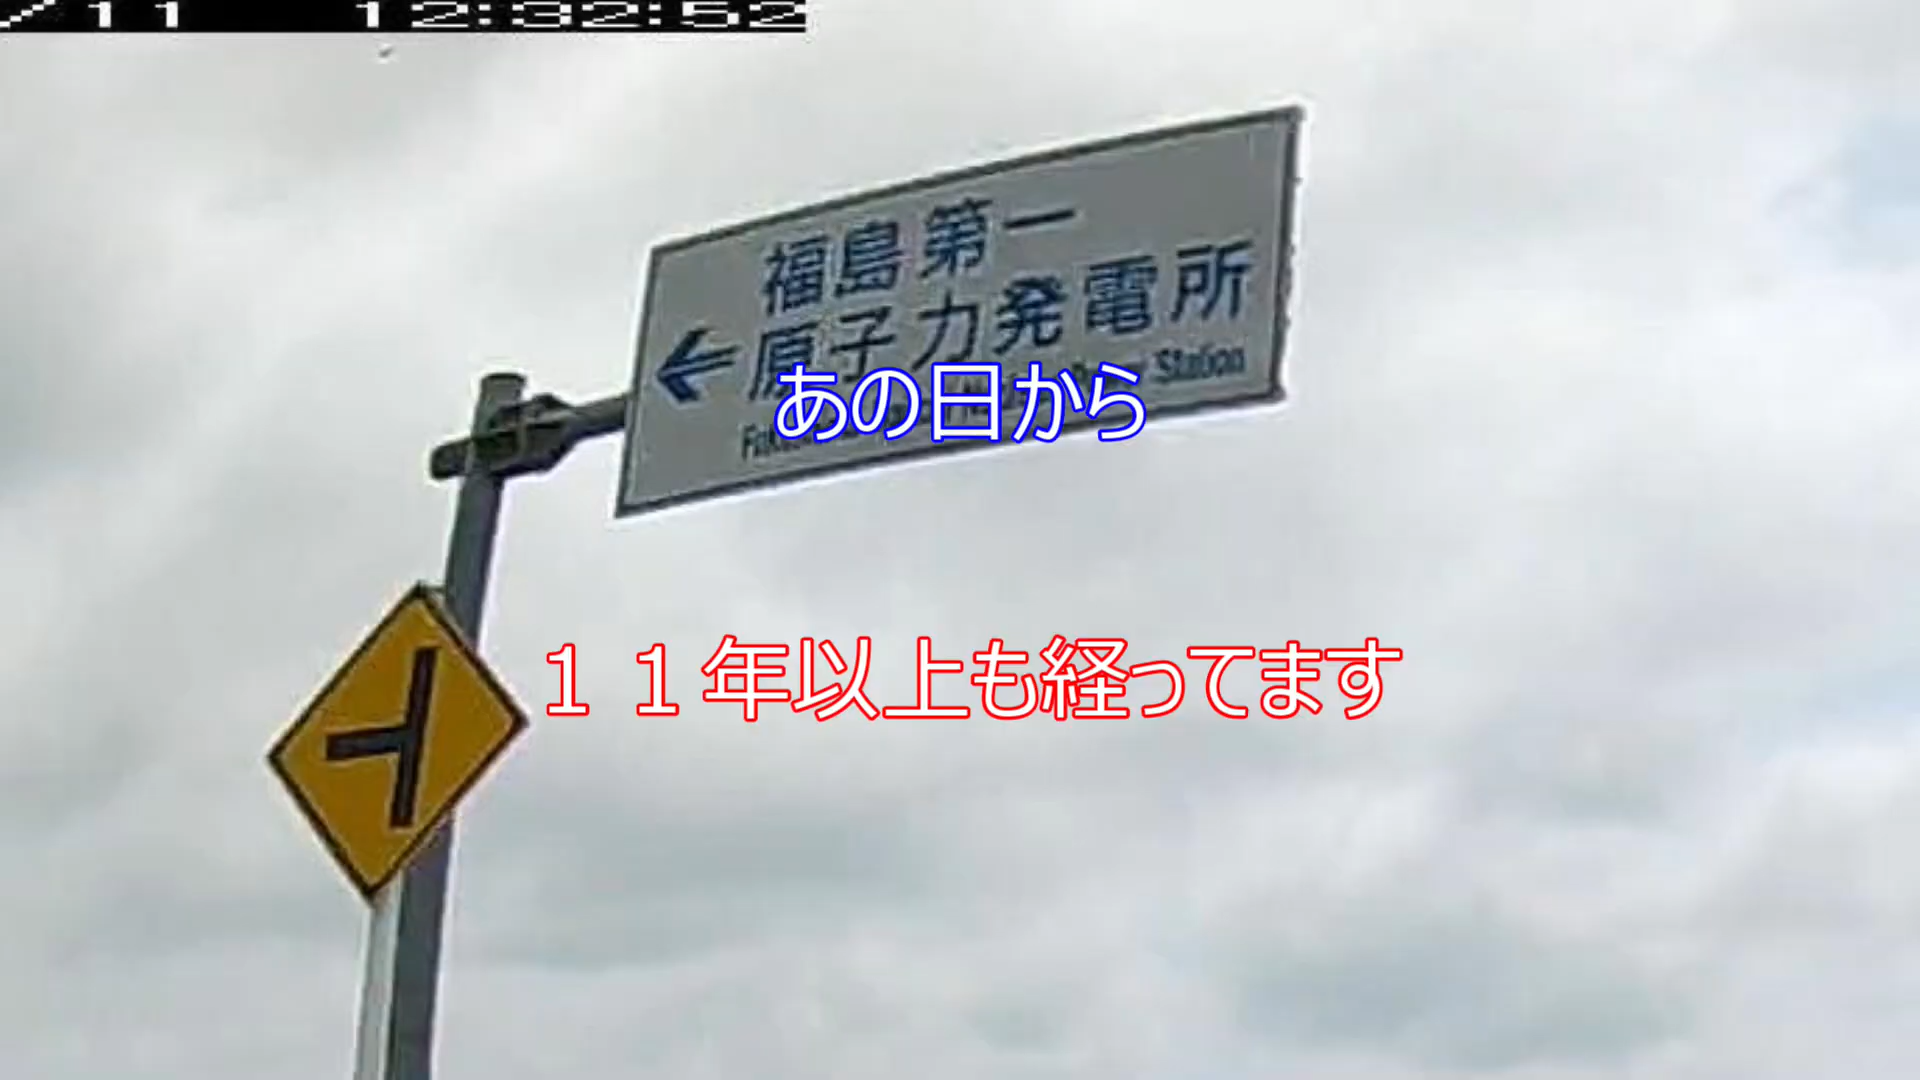 /11 12:32:52
福島第一
原子力発電所
Station
あの日から
11年以上も経ってます